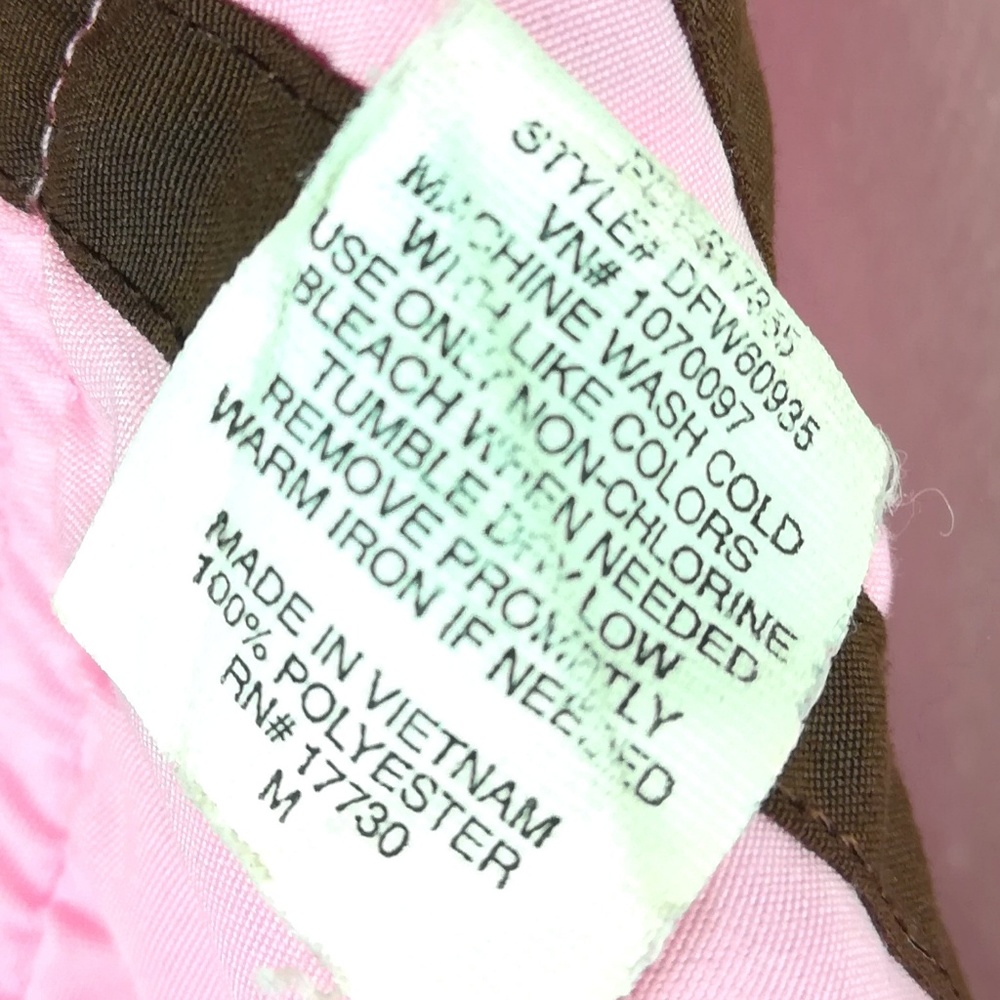 STYLE# DFW60935
VN# 1070097
MACHINE WASH COLD
WITH LIKE COLORS
USE ONLY NON-CHLORINE
BLEACH WHEN NEEDED
TUMBLE DRY LOW
REMOVE PROMPTLY
WARM IRON IF NEEDED
MADE IN VIETNAM
100% POLYESTER
RN# 17730
M